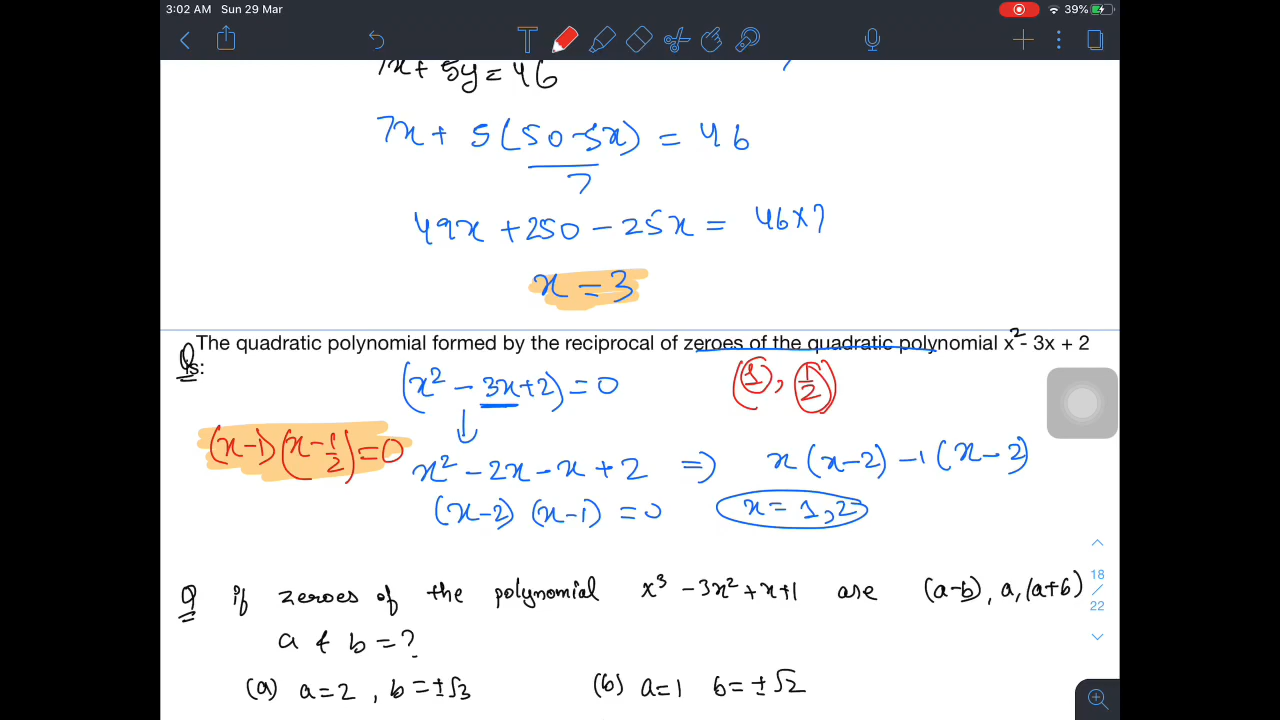 3:02 AM Sun 29 Mar 39%
T
7x + 5y = 46
7x + 5(50-5x)/7 = 46
49x + 250 - 25x = 46x7
x = 3
Q The quadratic polynomial formed by the reciprocal of zeroes of the quadratic polynomial x² - 3x + 2
is:
(x² - 3x+2) = 0 (1, 1/2)
(x-1)(x-1/2)=0
x² - 2x - x + 2 => x(x-2) -1(x-2)
(x-2)(x-1) = 0 x = 1,2
18
/
22
Q if zeroes of the polynomial x³ - 3x² + x+1 are (a-b), a, (a+b)
a & b = ?
(a) a=2, b=±√3 (b) a=1 b=±√2